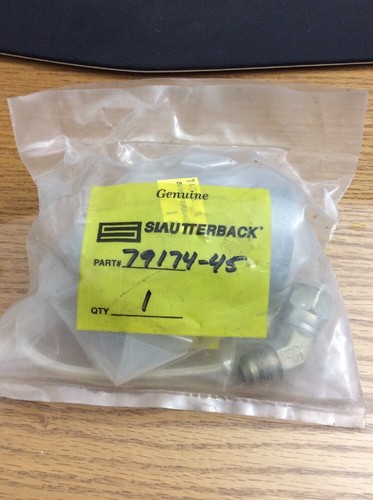 Genuine
SLAUTTERBACK®
PART# 79174-45
QTY 1